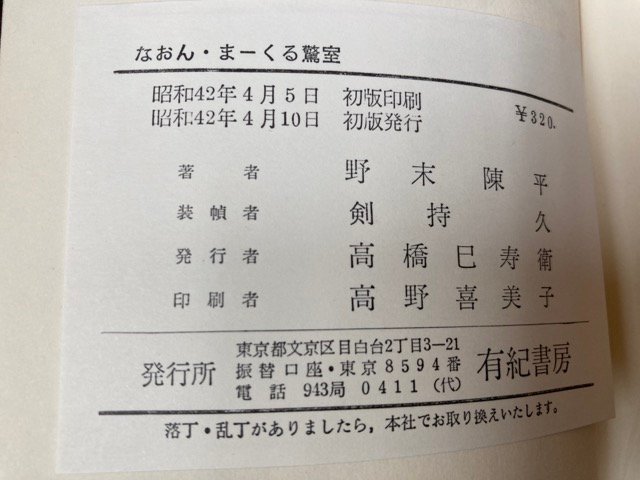 なおん・まーくる驚室
昭和42年4月5日 初版印刷
昭和42年4月10日 初版発行
¥320.
著者 野末陳平
装幀者 剣持久
発行者 高橋巳寿衛
印刷者 高野喜美子
発行所 東京都文京区目白台2丁目3―21
振替口座・東京8594番
電話 943局 0411(代)
有紀書房
落丁・乱丁がありましたら,本社でお取り換えいたします。